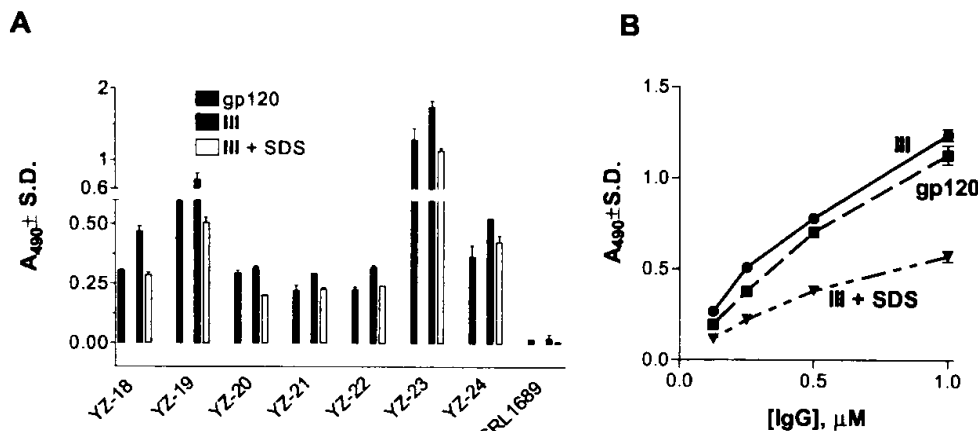 A
A490± S.D.
2
1
0.6
0.50
0.25
0.00
gp120
III
III + SDS
YZ-18
YZ-19
YZ-20
YZ-21
YZ-22
YZ-23
YZ-24
CRL1689
B
A490±S.D.
1.5
1.0
0.5
0.0
III
gp120
III + SDS
0.0
0.5
1.0
[IgG], μM